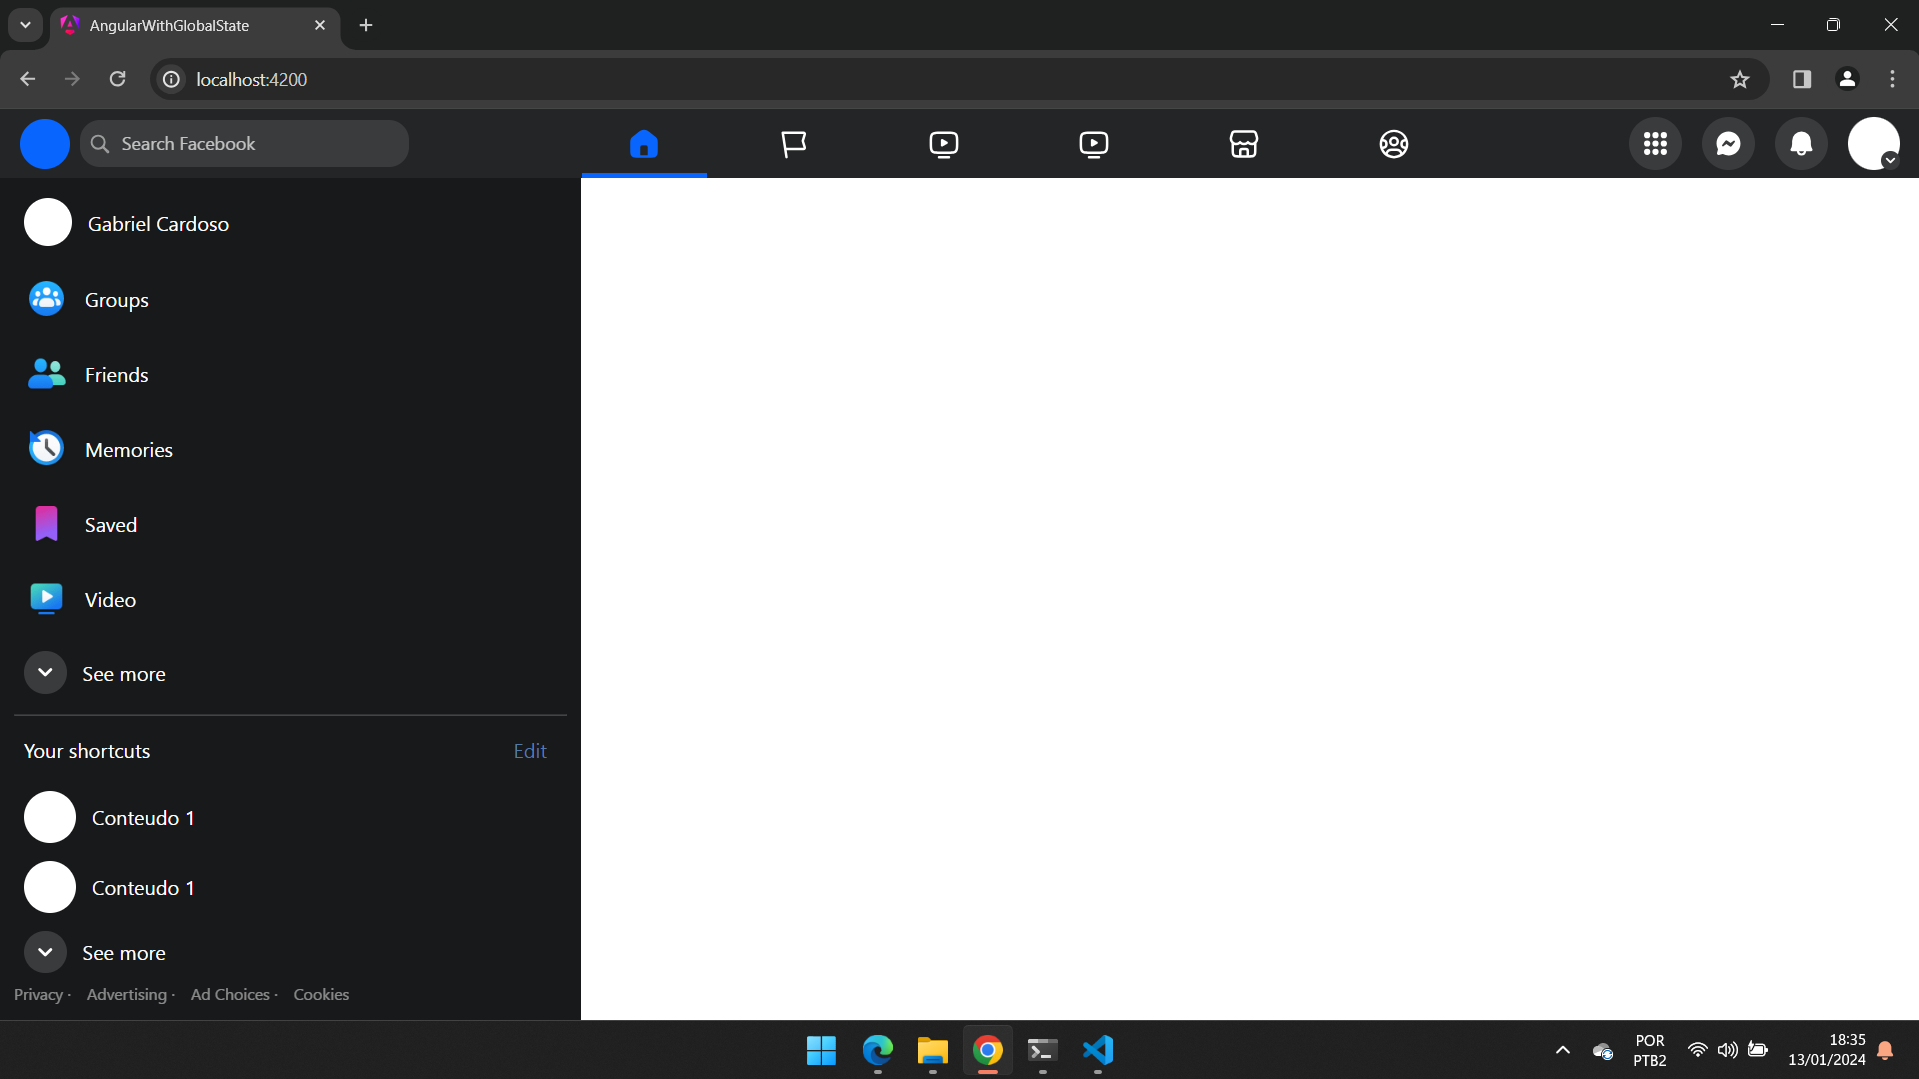 AngularWithGlobalState
localhost:4200
Search Facebook
Gabriel Cardoso
Groups
Friends
Memories
Saved
Video
See more
Your shortcuts
Edit
Conteudo 1
Conteudo 1
See more
Privacy · Advertising · Ad Choices · Cookies
POR
PTB2
18:35
13/01/2024